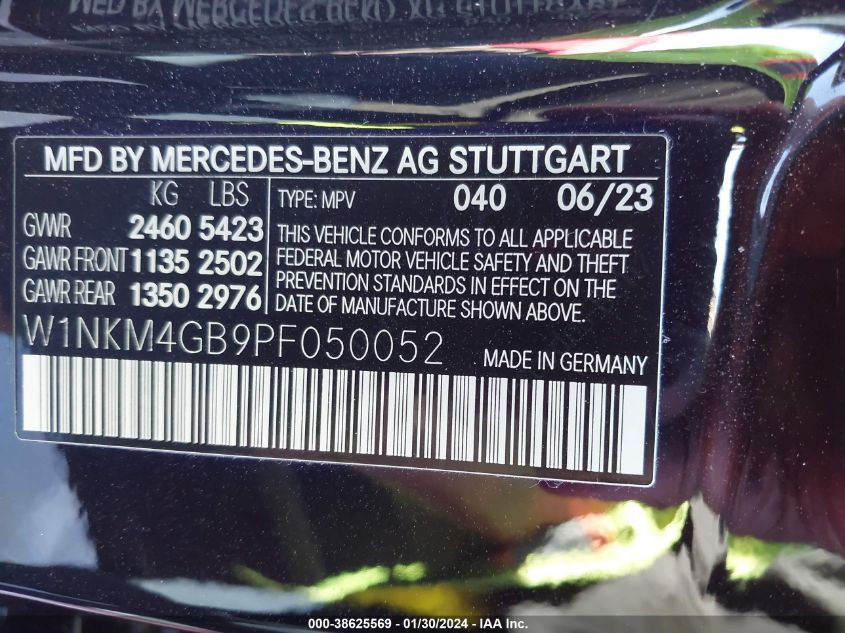 MFD BY MERCEDES-BENZ AG STUTTGART
KG LBS
GVWR 2460 5423
GAWR FRONT 1135 2502
GAWR REAR 1350 2976
TYPE: MPV 040 06/23
THIS VEHICLE CONFORMS TO ALL APPLICABLE
FEDERAL MOTOR VEHICLE SAFETY AND THEFT
PREVENTION STANDARDS IN EFFECT ON THE
DATE OF MANUFACTURE SHOWN ABOVE.
W1NKM4GB9PF050052
MADE IN GERMANY
000-38625569 / 01/30/2024 - IAA Inc.